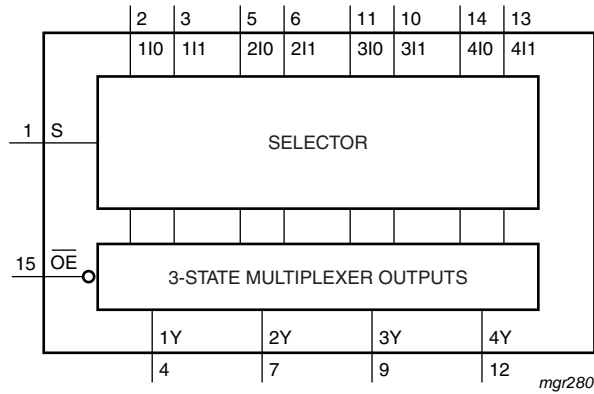 2 3 5 6 11 10 14 13
1I0 1I1 2I0 2I1 3I0 3I1 4I0 4I1
1 S
SELECTOR
15 O̅E̅
3-STATE MULTIPLEXER OUTPUTS
1Y 2Y 3Y 4Y
4 7 9 12
mgr280